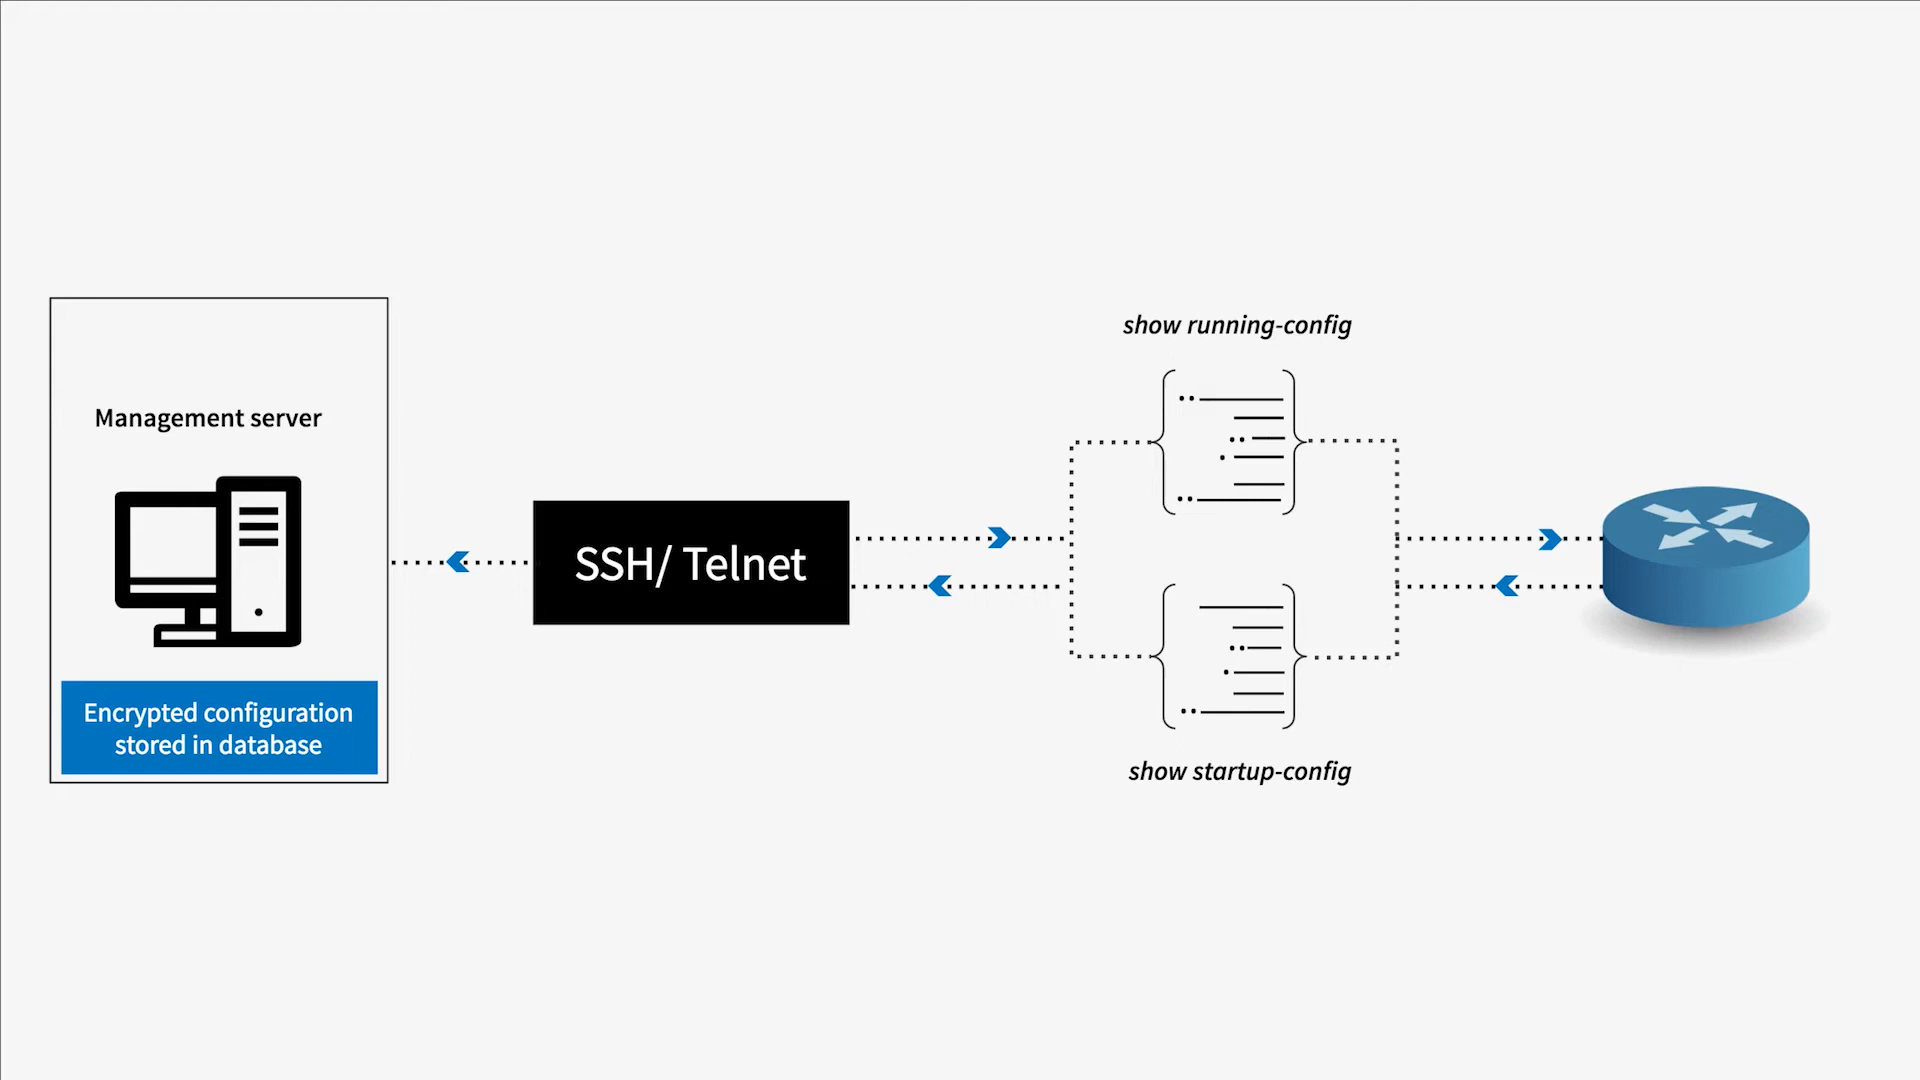 show running-config
Management server
SSH/ Telnet
Encrypted configuration
stored in database
show startup-config